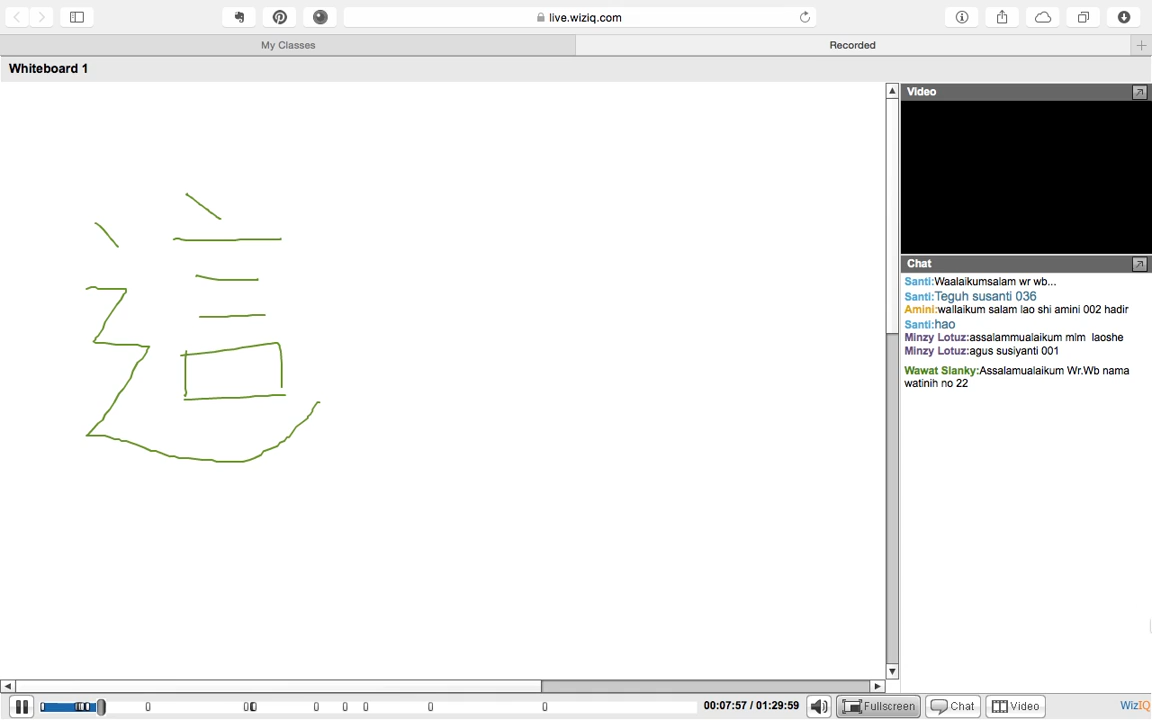 live.wiziq.com
My Classes
Recorded
Whiteboard 1
這
Video
Chat
Santi:Waalaikumsalam wr wb...
Santi:Teguh susanti 036
Amini:wallaikum salam lao shi amini 002 hadir
Santi:hao
Minzy Lotuz:assalammualaikum mlm laoshe
Minzy Lotuz:agus susiyanti 001
Wawat Slanky:Assalamualaikum Wr.Wb nama
watinih no 22
00:07:57 / 01:29:59
Fullscreen
Chat
Video
WizIQ